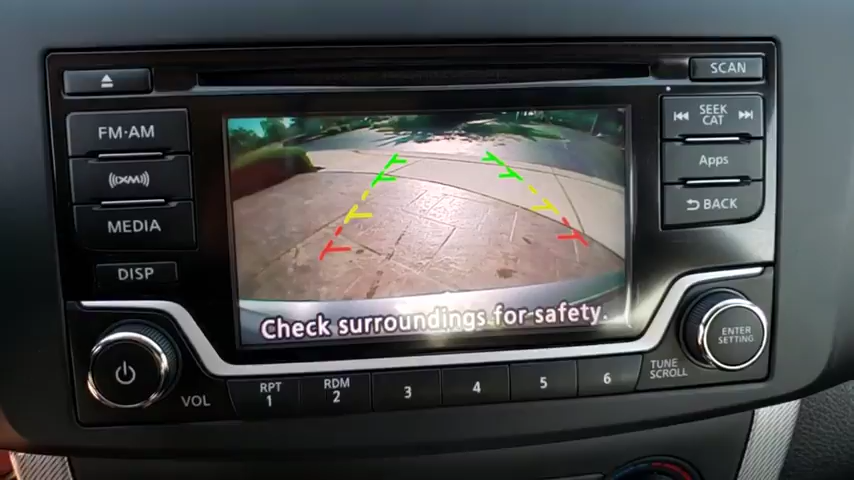 SCAN
FM·AM
SEEK
CAT
((XM))
Apps
MEDIA
BACK
DISP
Check surroundings for safety.
ENTER
SETTING
VOL
RPT
1
RDM
2
3
4
5
6
TUNE
SCROLL